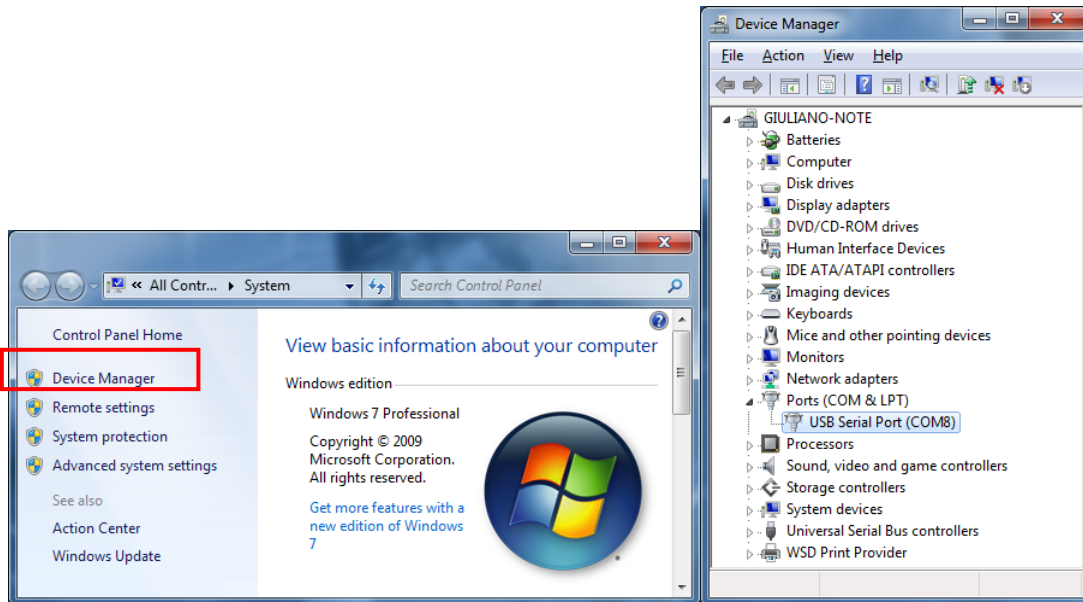 « All Contr... ▸ System
Search Control Panel
Control Panel Home
Device Manager
Remote settings
System protection
Advanced system settings
See also
Action Center
Windows Update
View basic information about your computer
Windows edition
Windows 7 Professional
Copyright © 2009
Microsoft Corporation.
All rights reserved.
Get more features with a
new edition of Windows
7
Device Manager
File Action View Help
GIULIANO-NOTE
Batteries
Computer
Disk drives
Display adapters
DVD/CD-ROM drives
Human Interface Devices
IDE ATA/ATAPI controllers
Imaging devices
Keyboards
Mice and other pointing devices
Monitors
Network adapters
Ports (COM & LPT)
USB Serial Port (COM8)
Processors
Sound, video and game controllers
Storage controllers
System devices
Universal Serial Bus controllers
WSD Print Provider